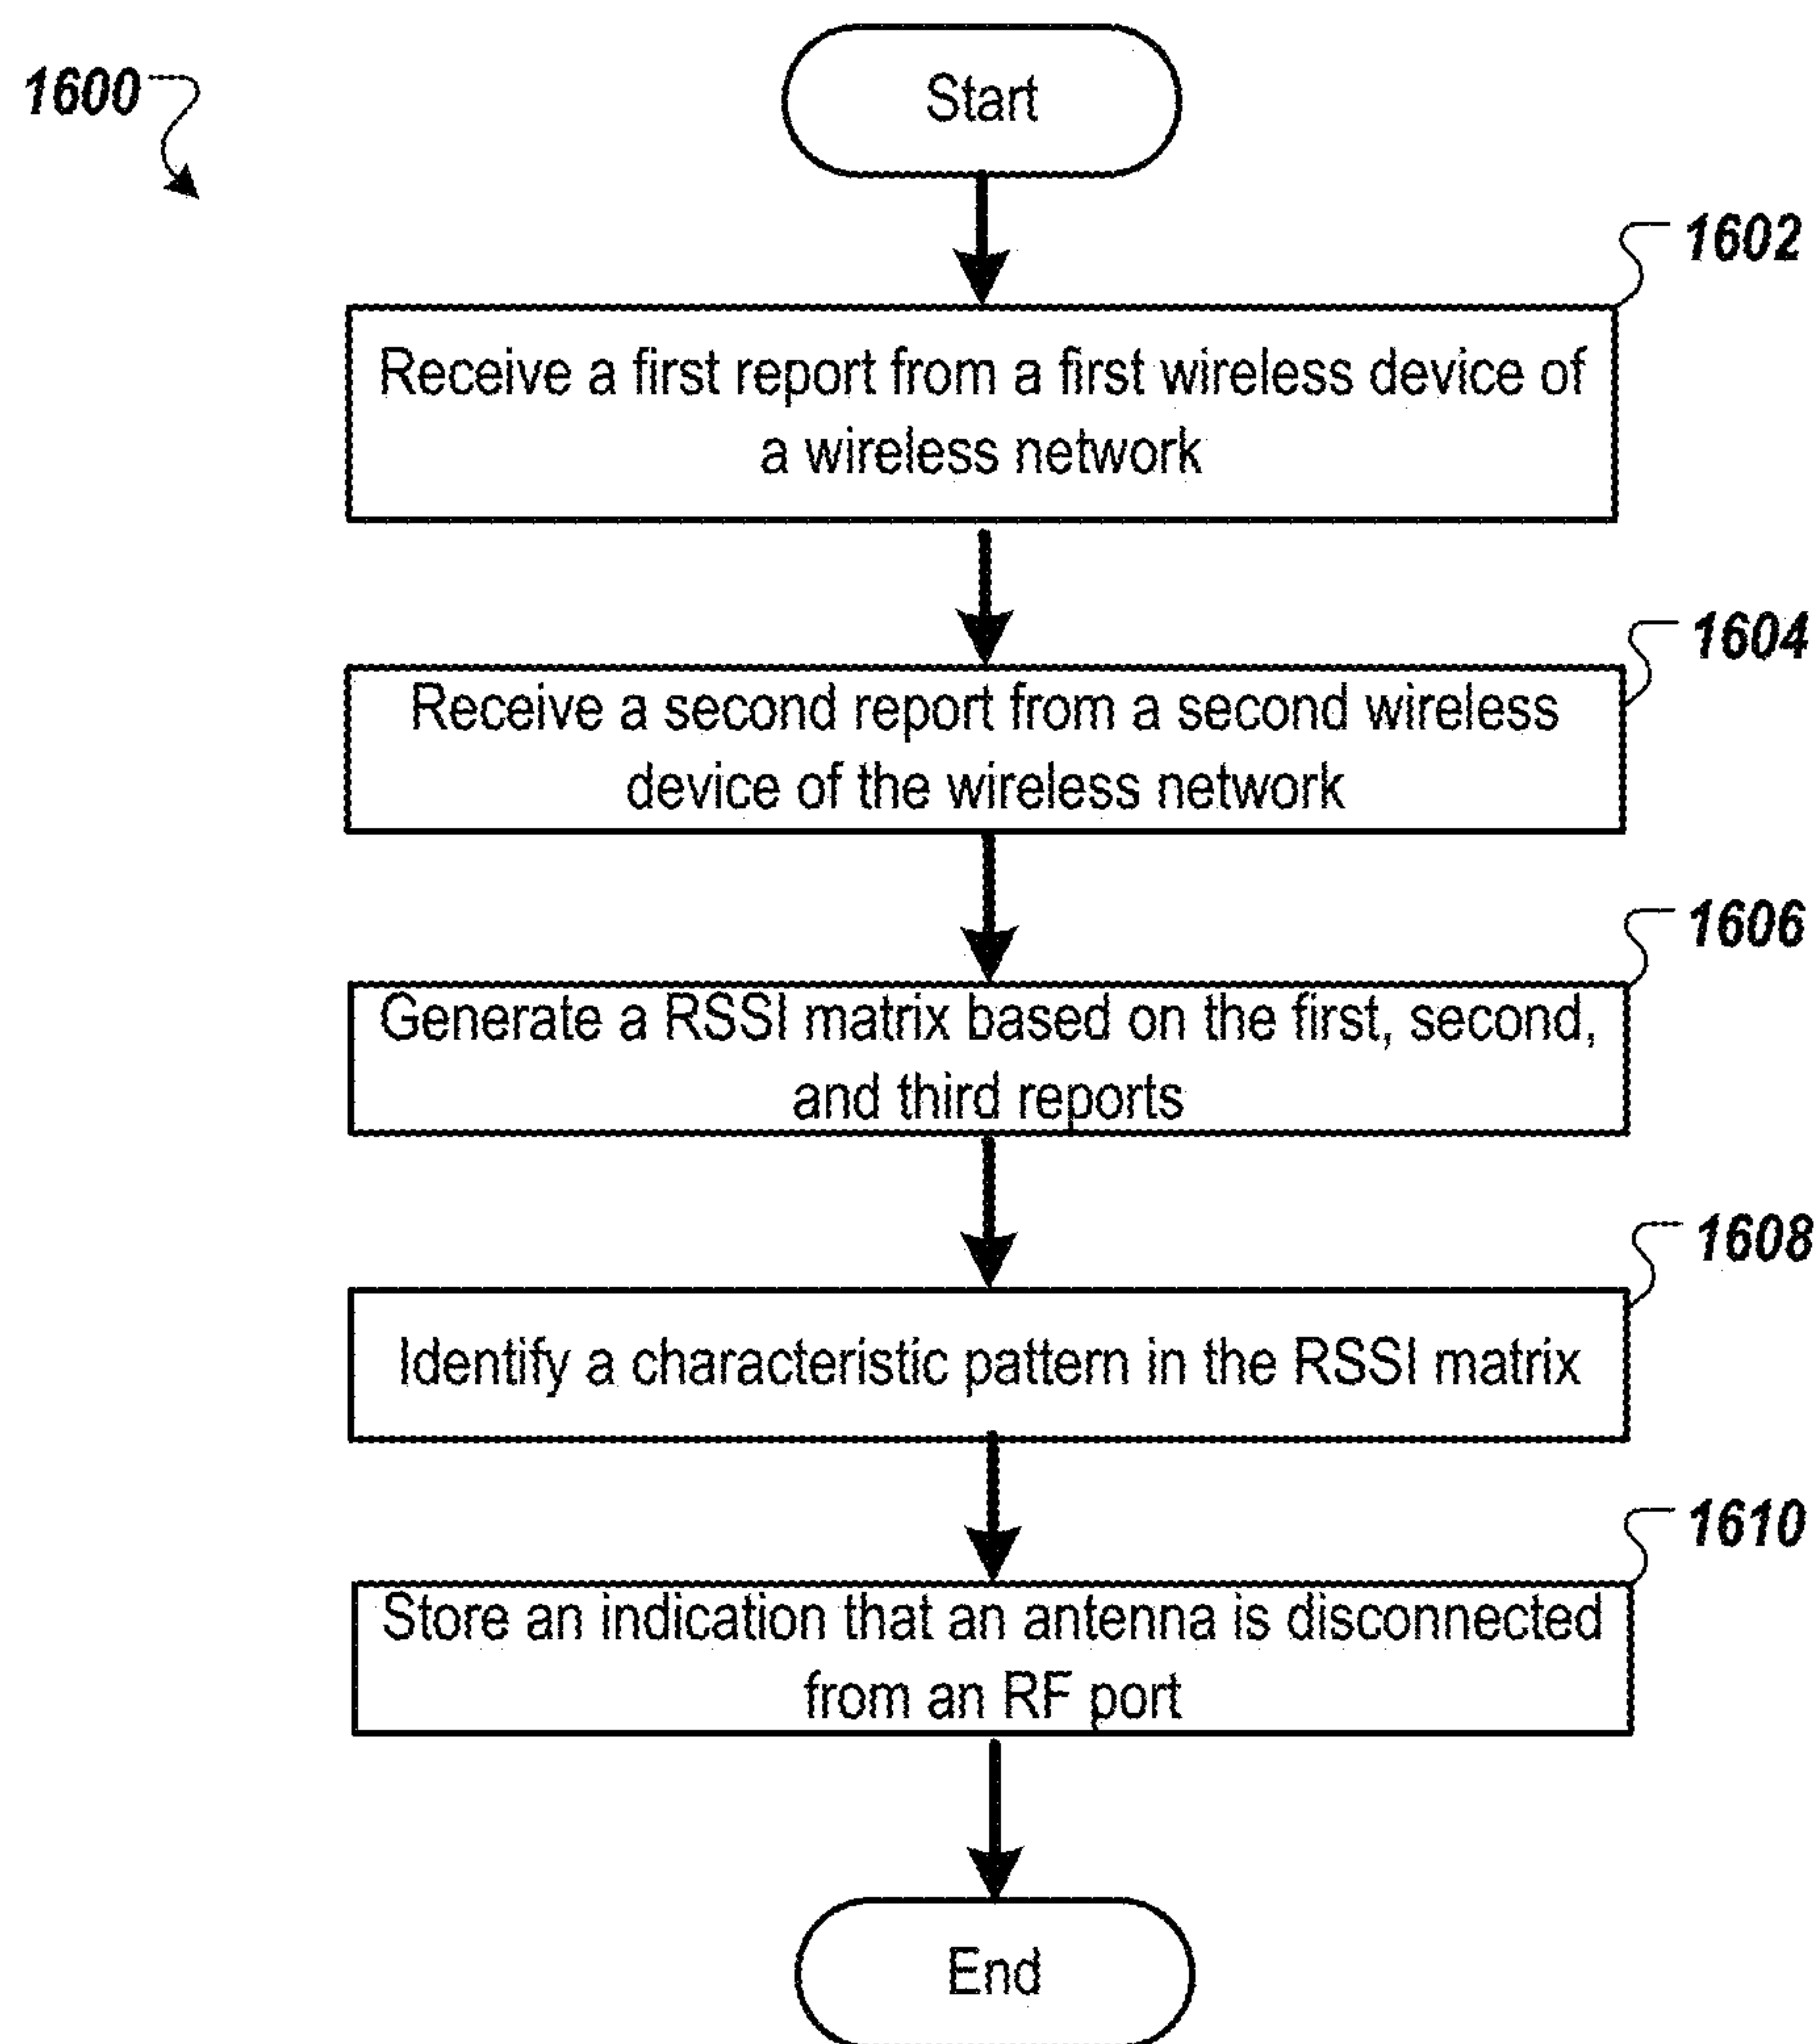 1600
Start
1602
Receive a first report from a first wireless device of
a wireless network
1604
Receive a second report from a second wireless
device of the wireless network
1606
Generate a RSSI matrix based on the first, second,
and third reports
1608
Identify a characteristic pattern in the RSSI matrix
1610
Store an indication that an antenna is disconnected
from an RF port
End